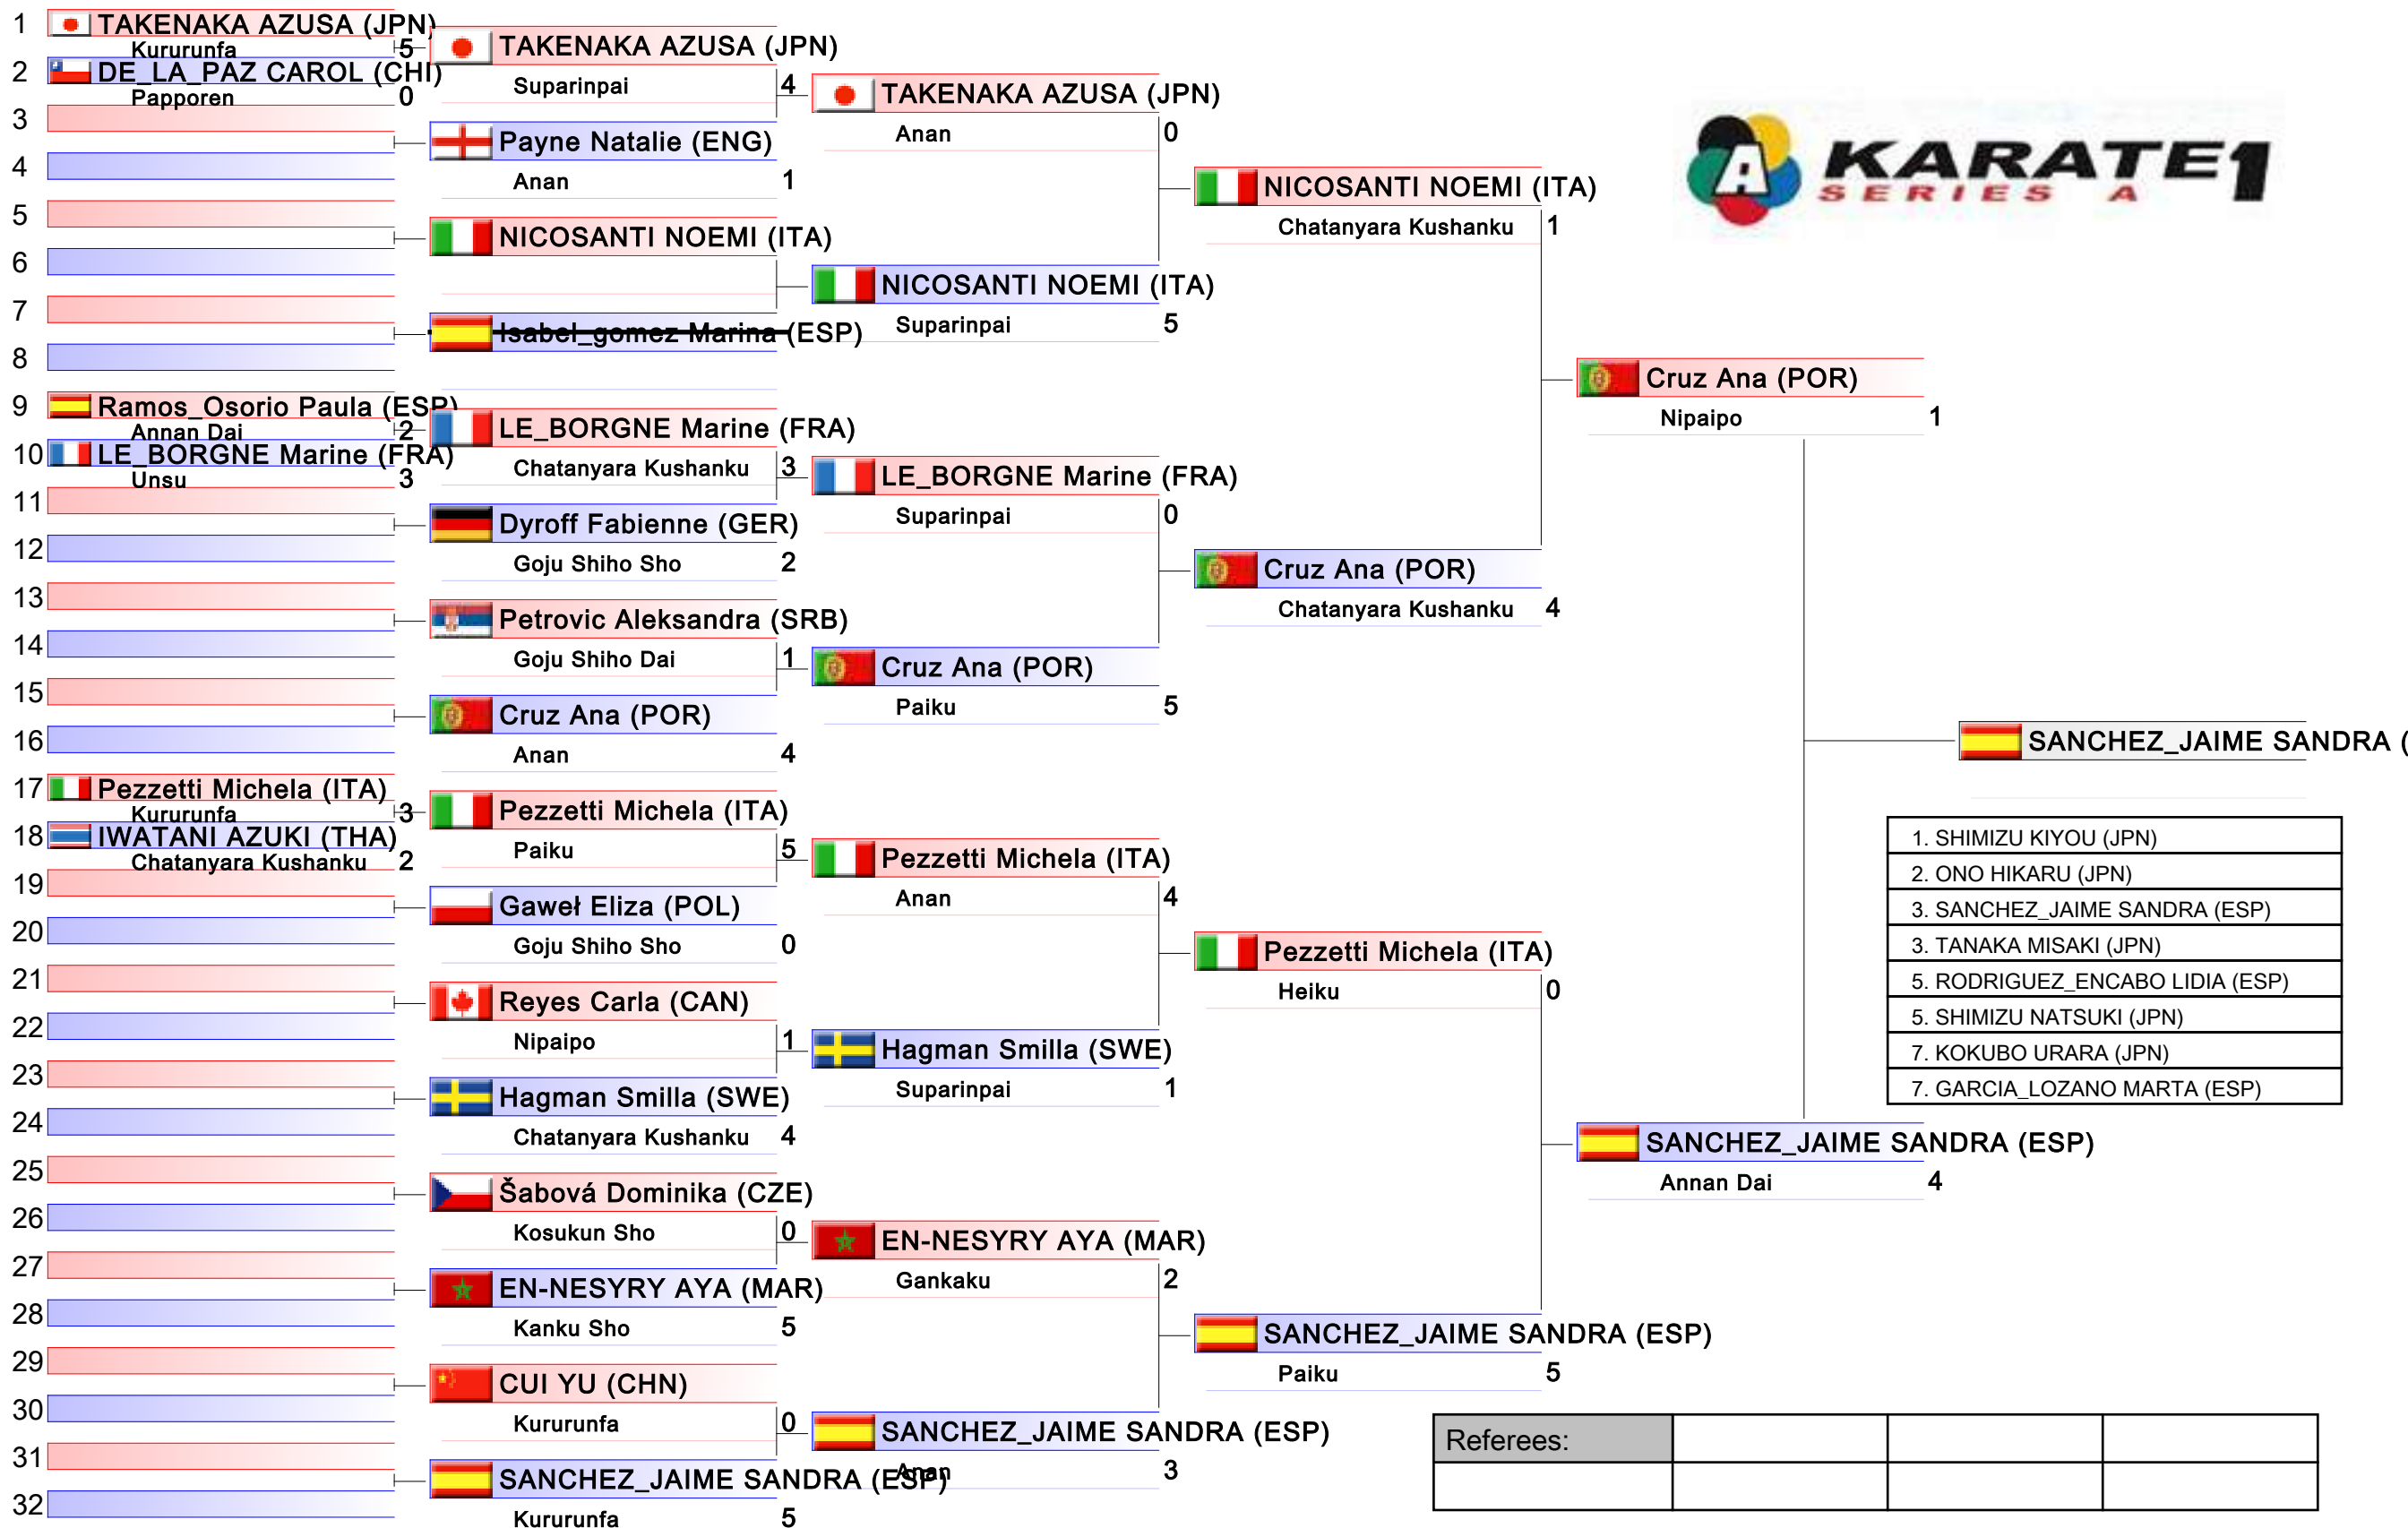 1 TAKENAKA AZUSA (JPN)
Kururunfa 5
2 DE_LA_PAZ CAROL (CHI)
Papporen 0
3
4
5
6
7
8
9 Ramos_Osorio Paula (ESP)
Annan Dai 2
10 LE_BORGNE Marine (FRA)
Unsu 3
11
12
13
14
15
16
17 Pezzetti Michela (ITA)
Kururunfa 3
18 IWATANI AZUKI (THA)
Chatanyara Kushanku 2
19
20
21
22
23
24
25
26
27
28
29
30
31
32
TAKENAKA AZUSA (JPN)
Suparinpai 4
Payne Natalie (ENG)
Anan 1
NICOSANTI NOEMI (ITA)
Isabel_gomez Marina (ESP)
LE_BORGNE Marine (FRA)
Chatanyara Kushanku 3
Dyroff Fabienne (GER)
Goju Shiho Sho 2
Petrovic Aleksandra (SRB)
Goju Shiho Dai 1
Cruz Ana (POR)
Anan 4
Pezzetti Michela (ITA)
Paiku 5
Gaweł Eliza (POL)
Goju Shiho Sho 0
Reyes Carla (CAN)
Nipaipo 1
Hagman Smilla (SWE)
Chatanyara Kushanku 4
Šabová Dominika (CZE)
Kosukun Sho 0
EN-NESYRY AYA (MAR)
Kanku Sho 5
CUI YU (CHN)
Kururunfa 0
SANCHEZ_JAIME SANDRA (ESP)
Kururunfa 5
TAKENAKA AZUSA (JPN)
Anan 0
NICOSANTI NOEMI (ITA)
Suparinpai 5
LE_BORGNE Marine (FRA)
Suparinpai 0
Cruz Ana (POR)
Paiku 5
Pezzetti Michela (ITA)
Anan 4
Hagman Smilla (SWE)
Suparinpai 1
EN-NESYRY AYA (MAR)
Gankaku 2
SANCHEZ_JAIME SANDRA (ESP)
Anan 3
NICOSANTI NOEMI (ITA)
Chatanyara Kushanku 1
Cruz Ana (POR)
Chatanyara Kushanku 4
Pezzetti Michela (ITA)
Heiku 0
SANCHEZ_JAIME SANDRA (ESP)
Paiku 5
Cruz Ana (POR)
Nipaipo 1
SANCHEZ_JAIME SANDRA (ESP)
Annan Dai 4
SANCHEZ_JAIME SANDRA (
A KARATE1
SERIES A
1. SHIMIZU KIYOU (JPN)
2. ONO HIKARU (JPN)
3. SANCHEZ_JAIME SANDRA (ESP)
3. TANAKA MISAKI (JPN)
5. RODRIGUEZ_ENCABO LIDIA (ESP)
5. SHIMIZU NATSUKI (JPN)
7. KOKUBO URARA (JPN)
7. GARCIA_LOZANO MARTA (ESP)
Referees: